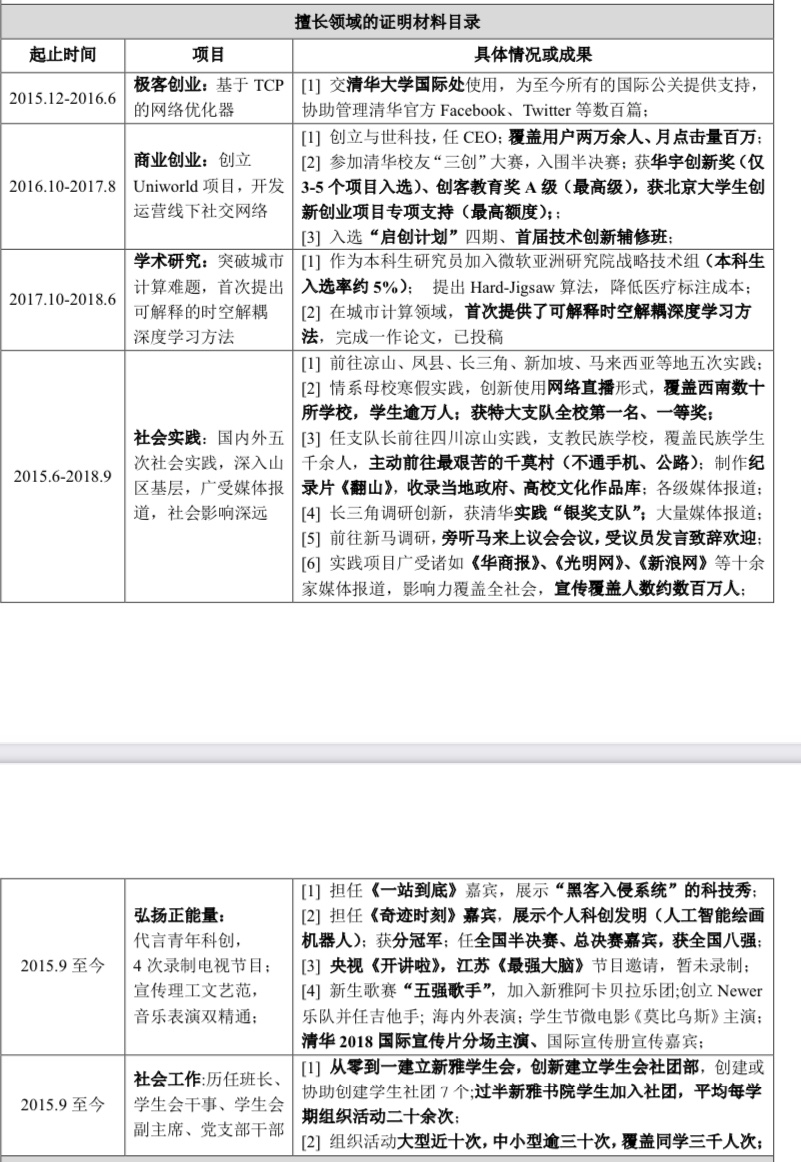 擅长领域的证明材料目录
起止时间 项目 具体情况或成果
2015.12-2016.6
极客创业：基于 TCP
的网络优化器
[1] 交清华大学国际处使用，为至今所有的国际公关提供支持，
协助管理清华官方 Facebook、Twitter 等数百篇；
2016.10-2017.8
商业创业：创立
Uniworld 项目，开发
运营线下社交网络
[1] 创立与世科技，任 CEO；覆盖用户两万余人、月点击量百万；
[2] 参加清华校友“三创”大赛，入围半决赛；获华宇创新奖（仅
3-5 个项目入选）、创客教育奖 A 级（最高级），获北京大学生创
新创业项目专项支持（最高额度）；；
[3] 入选“启创计划”四期、首届技术创新辅修班；
2017.10-2018.6
学术研究：突破城市
计算难题，首次提出
可解释的时空解耦
深度学习方法
[1] 作为本科生研究员加入微软亚洲研究院战略技术组（本科生
入选率约 5%）； 提出 Hard-Jigsaw 算法，降低医疗标注成本；
[2] 在城市计算领域，首次提供了可解释时空解耦深度学习方
法，完成一作论文，已投稿
2015.6-2018.9
社会实践：国内外五
次社会实践，深入山
区基层，广受媒体报
道，社会影响深远
[1] 前往凉山、凤县、长三角、新加坡、马来西亚等地五次实践；
[2] 情系母校寒假实践，创新使用网络直播形式，覆盖西南数十
所学校，学生逾万人；获特大支队全校第一名、一等奖；
[3] 任支队长前往四川凉山实践，支教民族学校，覆盖民族学生
千余人，主动前往最艰苦的千莫村（不通手机、公路）；制作纪
录片《翻山》，收录当地政府、高校文化作品库；各级媒体报道；
[4] 长三角调研创新，获清华实践“银奖支队”；大量媒体报道；
[5] 前往新马调研，旁听马来上议会会议，受议员发言致辞欢迎；
[6] 实践项目广受诸如《华商报》、《光明网》、《新浪网》等十余
家媒体报道，影响力覆盖全社会，宣传覆盖人数约数百万人；
2015.9 至今
弘扬正能量：
代言青年科创，
4 次录制电视节目；
宣传理工文艺范，
音乐表演双精通；
[1] 担任《一站到底》嘉宾，展示“黑客入侵系统”的科技秀；
[2] 担任《奇迹时刻》嘉宾，展示个人科创发明（人工智能绘画
机器人）；获分冠军；任全国半决赛、总决赛嘉宾，获全国八强；
[3] 央视《开讲啦》，江苏《最强大脑》节目邀请，暂未录制；
[4] 新生歌赛“五强歌手”，加入新雅阿卡贝拉乐团;创立 Newer
乐队并任吉他手; 海内外表演；学生节微电影《莫比乌斯》主演；
清华 2018 国际宣传片分场主演、国际宣传册宣传嘉宾；
2015.9 至今
社会工作:历任班长、
学生会干事、学生会
副主席、党支部干部
[1] 从零到一建立新雅学生会，创新建立学生会社团部，创建或
协助创建学生社团 7 个;过半新雅书院学生加入社团，平均每学
期组织活动二十余次；
[2] 组织活动大型近十次，中小型逾三十次，覆盖同学三千人次；